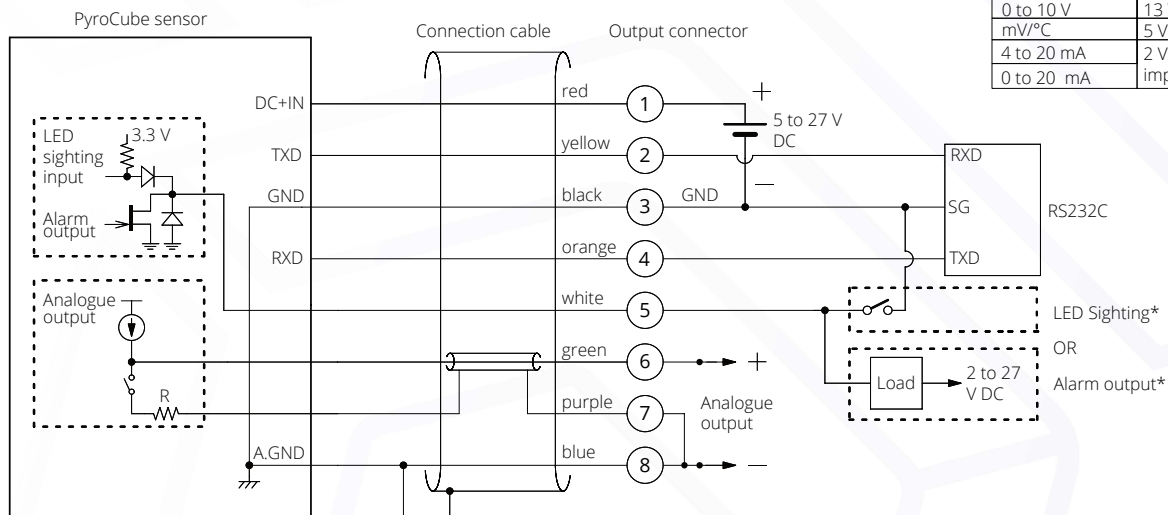 PyroCube sensor
Connection cable
Output connector
0 to 10 V
13
mV/°C
5 V
4 to 20 mA
2 V
0 to 20 mA
imp
DC+IN
red
1
+
5 to 27 V
DC
−
LED
sighting
input
3.3 V
Alarm
output
TXD
yellow
2
RXD
GND
black
3
GND
SG
RS232C
RXD
orange
4
TXD
Analogue
output
R
white
5
LED Sighting*
OR
green
6
+
Load
2 to 27
V DC
Alarm output*
purple
7
Analogue
output
A.GND
blue
8
−